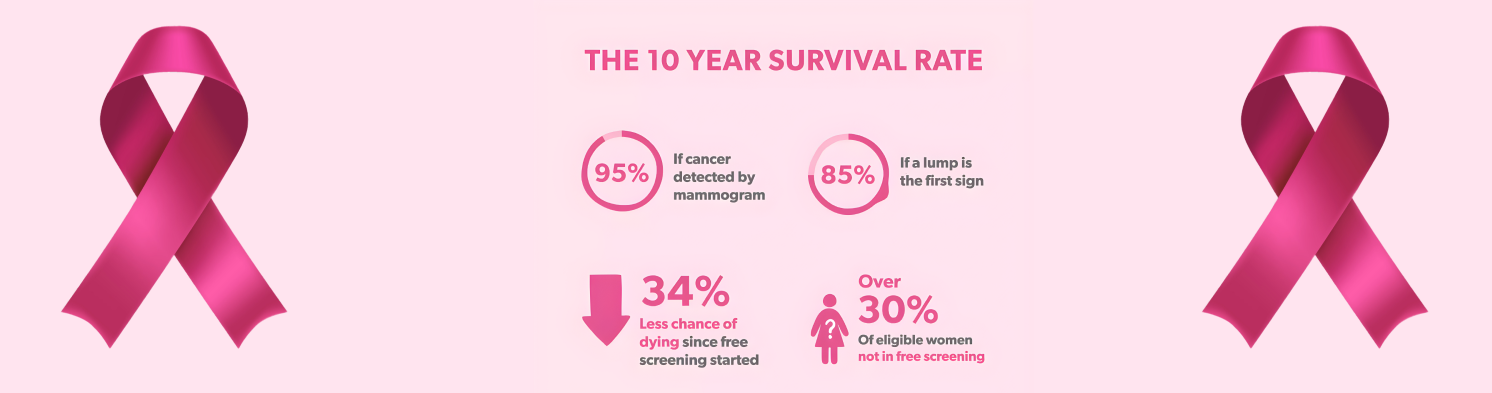 THE 10 YEAR SURVIVAL RATE
95%
If cancer
detected by
mammogram
85%
If a lump is
the first sign
34%
Less chance of
dying since free
screening started
Over
30%
?
Of eligible women
not in free screening